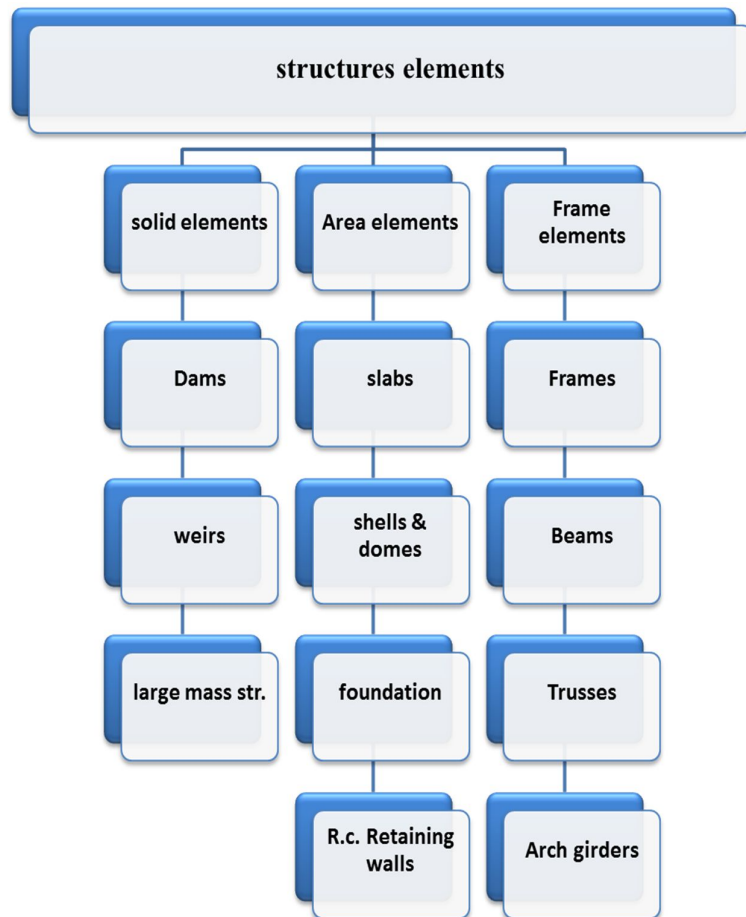 structures elements
solid elements
Area elements
Frame
elements
Dams
slabs
Frames
weirs
shells &
domes
Beams
large mass str.
foundation
Trusses
R.c. Retaining
walls
Arch girders